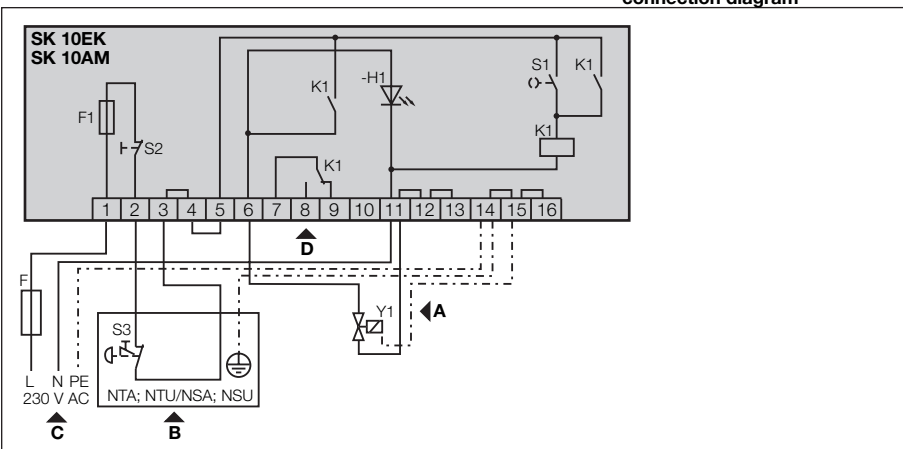 connection diagram
SK 10EK
SK 10AM
F1
S2
K1
-H1
S1
K1
K1
K1
1 2 3 4 5 6 7 8 9 10 11 12 13 14 15 16
D
F
S3
Y1
A
L N PE
230 V AC
NTA; NTU/NSA; NSU
C
B